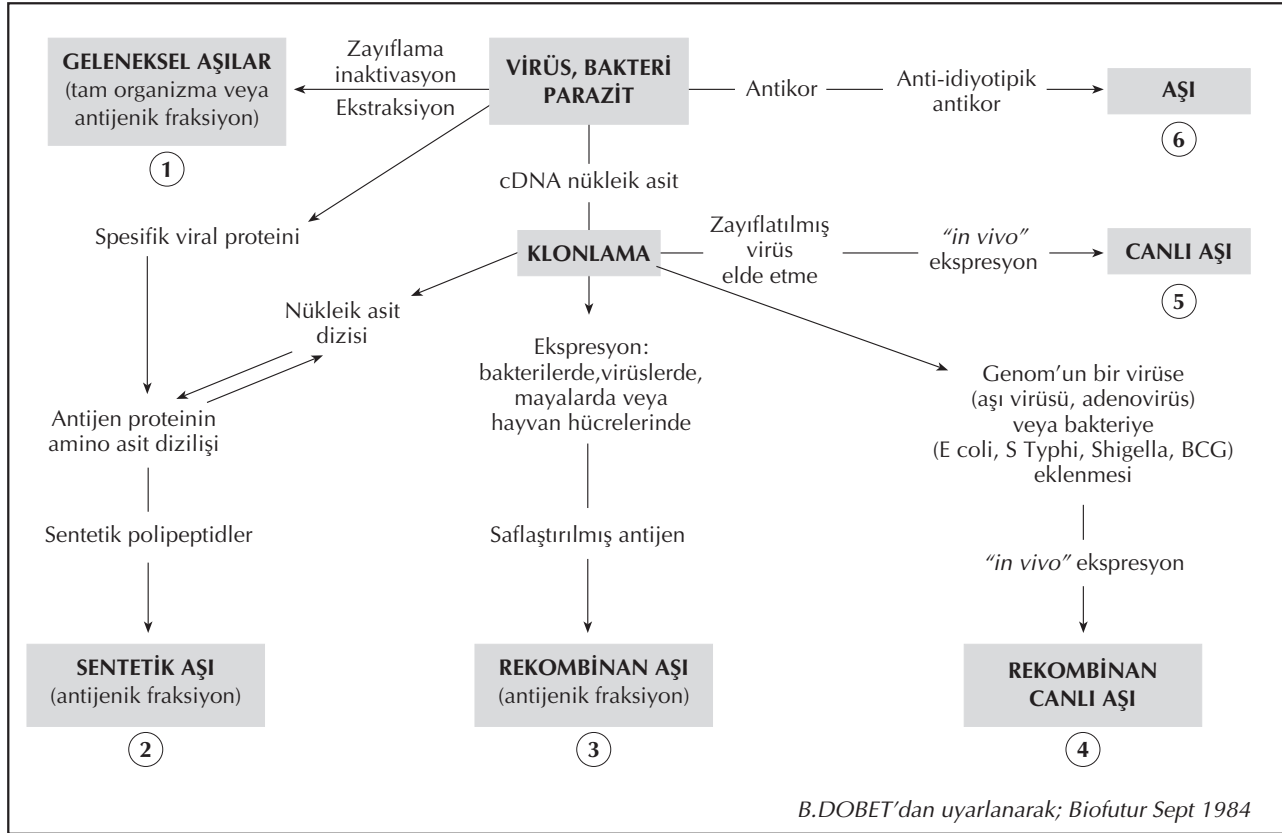 GELENEKSEL AŞILAR
(tam organizma veya
antijenik fraksiyon)
1
Zayıflama
inaktivasyon
Ekstraksiyon
VİRÜS, BAKTERİ
PARAZİT
Antikor
Anti-idiyotipik
antikor
AŞI
6
cDNA nükleik asit
Spesifik viral proteini
KLONLAMA
Zayıflatılmış
virüs
elde etme
“in vivo”
ekspresyon
CANLI AŞI
5
Nükleik asit
dizisi
Ekspresyon:
bakterilerde,virüslerde,
mayalarda veya
hayvan hücrelerinde
Genom’un bir virüse
(aşı virüsü, adenovirüs)
veya bakteriye
(E coli, S Typhi, Shigella, BCG)
eklenmesi
Antijen proteinin
amino asit dizilişi
Sentetik polipeptidler
Saflaştırılmış antijen
“in vivo” ekspresyon
SENTETİK AŞI
(antijenik fraksiyon)
2
REKOMBİNAN AŞI
(antijenik fraksiyon)
3
REKOMBİNAN
CANLI AŞI
4
B.DOBET’dan uyarlanarak; Biofutur Sept 1984